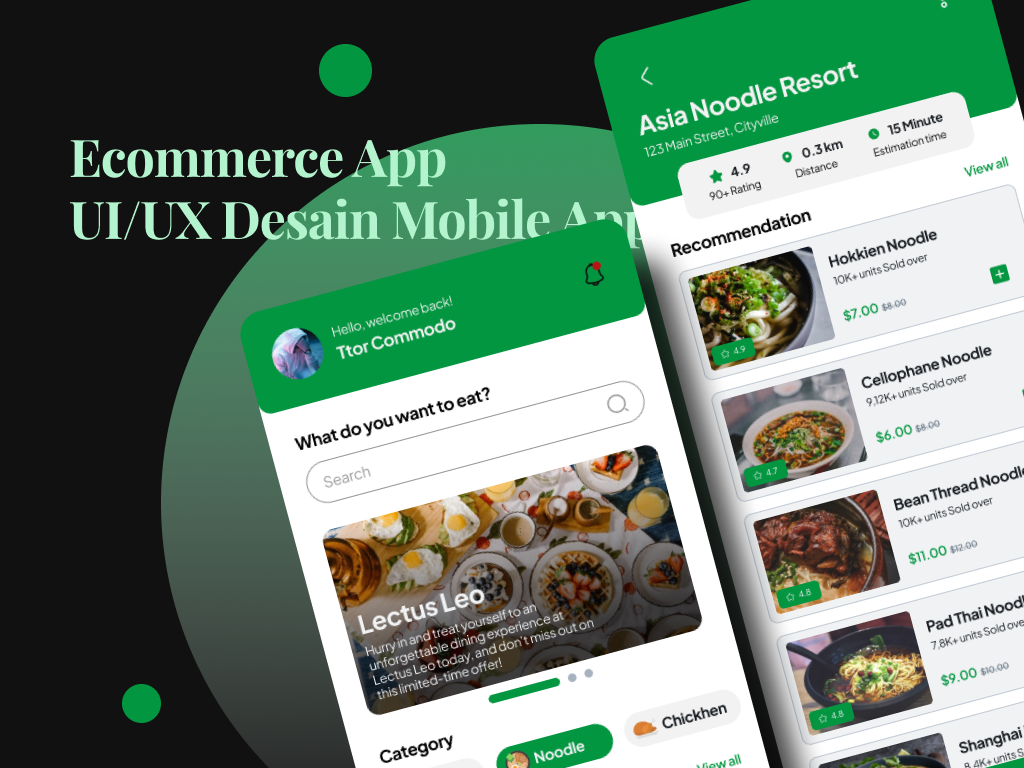 Ecommerce App
UI/UX Desain Mobile App
Hello, welcome back!
Ttor Commodo
What do you want to eat?
Search
Lectus Leo
Hurry in and treat yourself to an
unforgettable dining experience at
Lectus Leo today, and don't miss out on
this limited-time offer!
Category
View all
Noodle
Chickhen
Asia Noodle Resort
123 Main Street, Cityville
4.9
90+ Rating
0.3 km
Distance
15 Minute
Estimation time
Recommendation
View all
Hokkien Noodle
10K+ units Sold over
$7.00 $8.00
4.9
Cellophane Noodle
9,12K+ units Sold over
$6.00 $8.00
4.7
Bean Thread Noodle
10K+ units Sold over
$11.00 $12.00
4.8
Pad Thai Noodl
7,8K+ units Sold ove
$9.00 $10.00
4.8
Shanghai
8,4K+ units Sold